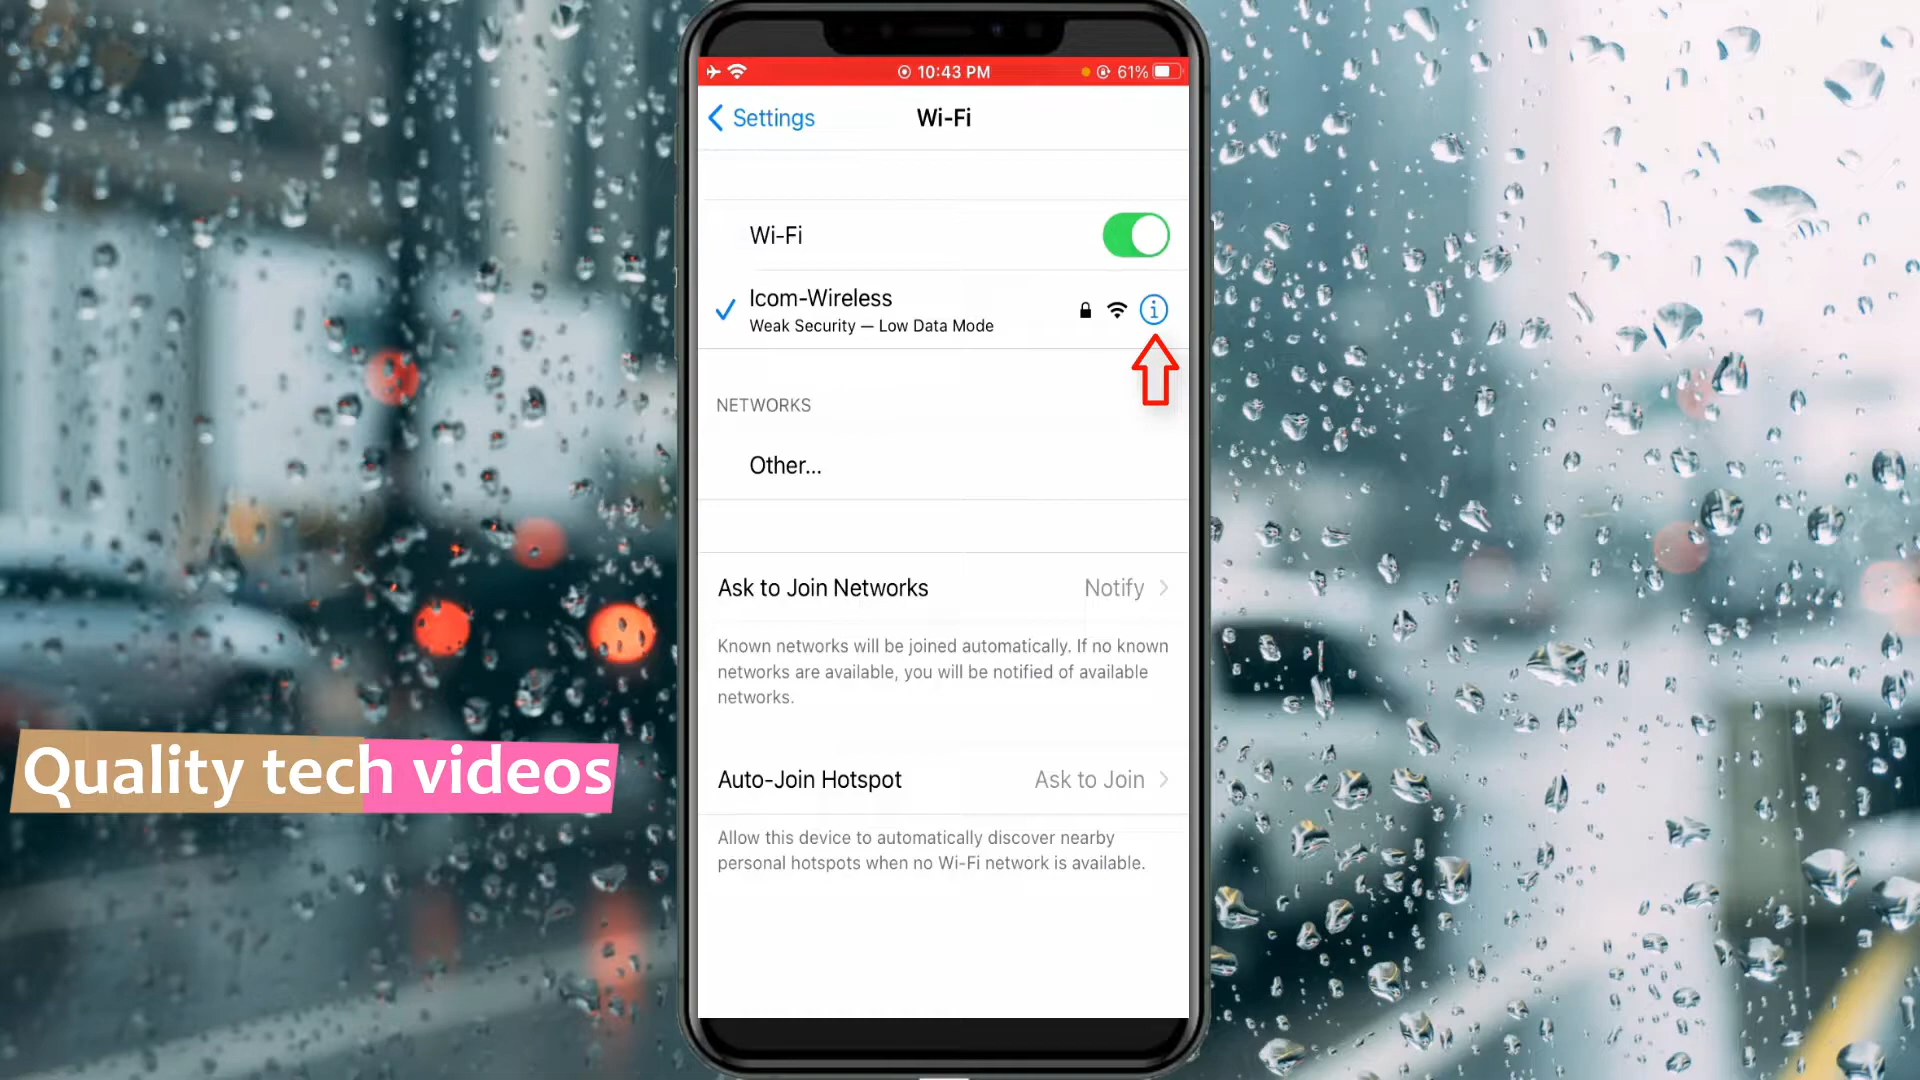 10:43 PM
61%
Settings
Wi-Fi
Wi-Fi
Icom-Wireless
Weak Security — Low Data Mode
NETWORKS
Other...
Ask to Join Networks
Notify
Known networks will be joined automatically. If no known
networks are available, you will be notified of available
networks.
Auto-Join Hotspot
Ask to Join
Allow this device to automatically discover nearby
personal hotspots when no Wi-Fi network is available.
Quality tech videos